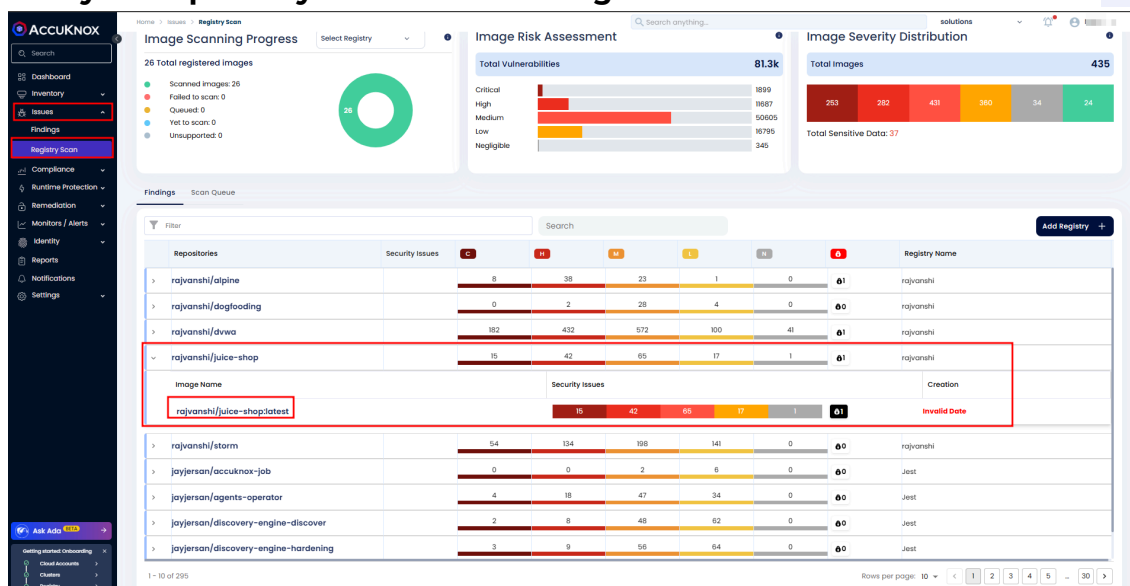 Home > Issues > Registry Scan
Search anything..
solutions
ACCUKNOX
Search
Dashboard
Inventory
Issues
Findings
Registry Scan
Compliance
Runtime Protection
Remediation
Monitors / Alerts
Identity
Reports
Notifications
Settings
Ask Ada BETA
Getting started: Onboarding
Cloud Accounts
Clusters
Image Scanning Progress
Select Registry
26 Total registered images
Scanned images: 26
Failed to scan: 0
Queued: 0
Yet to scan: 0
Unsupported: 0
26
Image Risk Assessment
Total Vulnerabilities 81.3k
Critical 1899
High 11687
Medium 50605
Low 16795
Negligible 345
Image Severity Distribution
Total Images 435
253 282 431 360 34 24
Total Sensitive Data: 37
Findings Scan Queue
Filter Search Add Registry +
Repositories Security Issues C H M L N Registry Name
rajvanshi/alpine 8 38 23 1 0 1 rajvanshi
rajvanshi/dogfooding 0 2 28 4 0 0 rajvanshi
rajvanshi/dvwa 182 432 572 100 41 1 rajvanshi
rajvanshi/juice-shop 15 42 65 17 1 1 rajvanshi
Image Name Security Issues Creation
rajvanshi/juice-shop:latest 15 42 65 17 1 1 Invalid Date
rajvanshi/storm 54 134 198 141 0 0 rajvanshi
jayjersan/accuknox-job 0 0 2 6 0 0 Jest
jayjersan/agents-operator 4 18 47 34 0 0 Jest
jayjersan/discovery-engine-discover 2 8 48 62 0 0 Jest
jayjersan/discovery-engine-hardening 3 9 56 64 0 0 Jest
1 – 10 of 295
Rows per page: 10 < 1 2 3 4 5 … 30 >